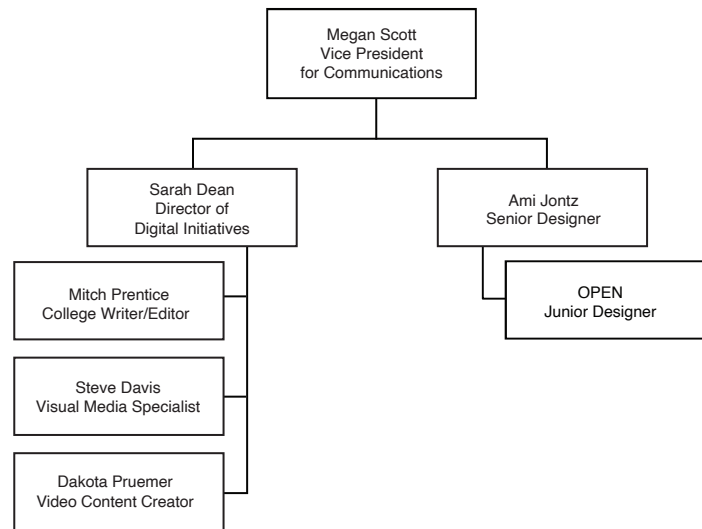 Megan Scott
Vice President
for Communications
Sarah Dean
Director of
Digital Initiatives
Ami Jontz
Senior Designer
Mitch Prentice
College Writer/Editor
OPEN
Junior Designer
Steve Davis
Visual Media Specialist
Dakota Pruemer
Video Content Creator